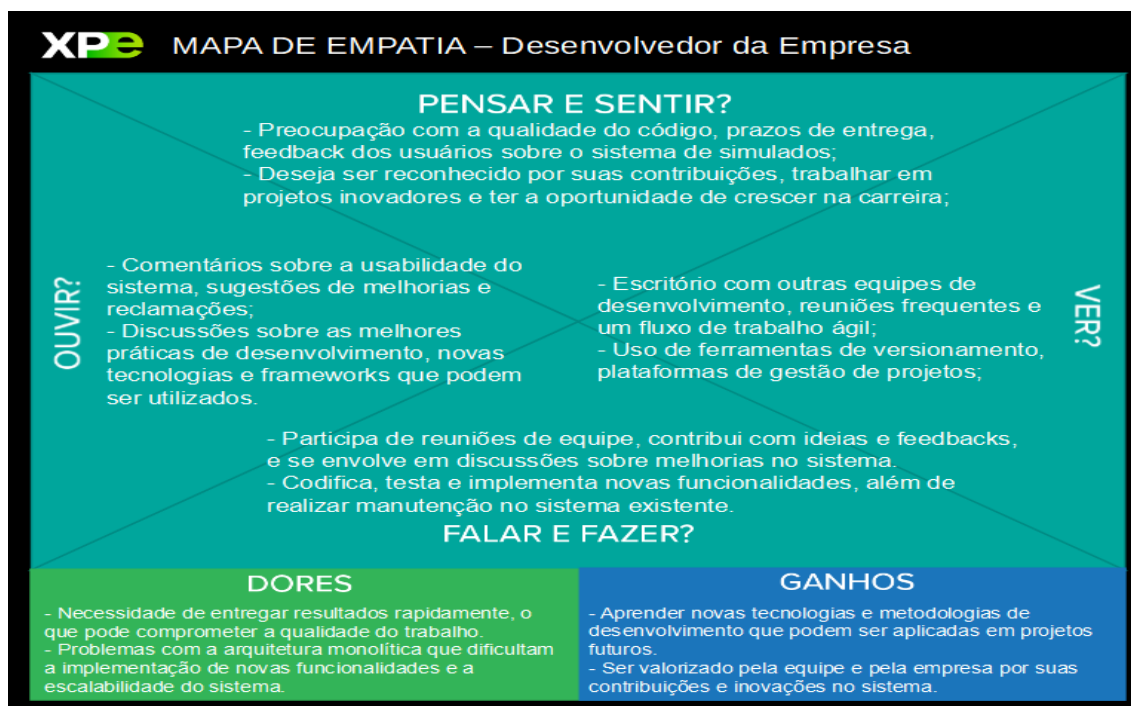 XPe MAPA DE EMPATIA – Desenvolvedor da Empresa
PENSAR E SENTIR?
- Preocupação com a qualidade do código, prazos de entrega,
feedback dos usuários sobre o sistema de simulados;
- Deseja ser reconhecido por suas contribuições, trabalhar em
projetos inovadores e ter a oportunidade de crescer na carreira;
OUVIR?
- Comentários sobre a usabilidade do
sistema, sugestões de melhorias e
reclamações;
- Discussões sobre as melhores
práticas de desenvolvimento, novas
tecnologias e frameworks que podem
ser utilizados.
- Escritório com outras equipes de
desenvolvimento, reuniões frequentes e
um fluxo de trabalho ágil;
- Uso de ferramentas de versionamento,
plataformas de gestão de projetos;
VER?
- Participa de reuniões de equipe, contribui com ideias e feedbacks,
e se envolve em discussões sobre melhorias no sistema.
- Codifica, testa e implementa novas funcionalidades, além de
realizar manutenção no sistema existente.
FALAR E FAZER?
DORES
- Necessidade de entregar resultados rapidamente, o
que pode comprometer a qualidade do trabalho.
- Problemas com a arquitetura monolítica que dificultam
a implementação de novas funcionalidades e a
escalabilidade do sistema.
GANHOS
- Aprender novas tecnologias e metodologias de
desenvolvimento que podem ser aplicadas em projetos
futuros.
- Ser valorizado pela equipe e pela empresa por suas
contribuições e inovações no sistema.